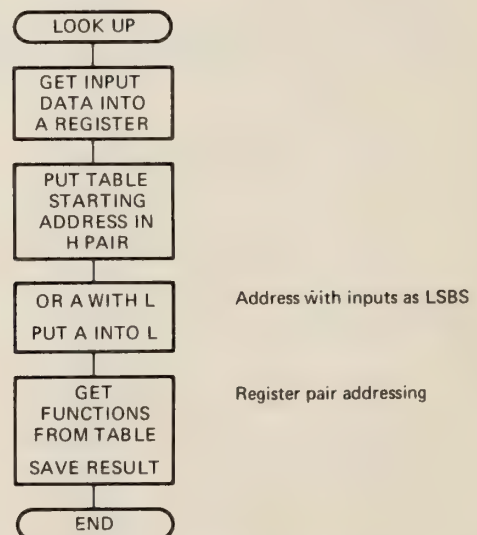 LOOK UP
GET INPUT
DATA INTO
A REGISTER
PUT TABLE
STARTING
ADDRESS IN
H PAIR
OR A WITH L
Address with inputs as LSBS
PUT A INTO L
GET
Register pair addressing
FUNCTIONS
FROM TABLE
SAVE RESULT
END